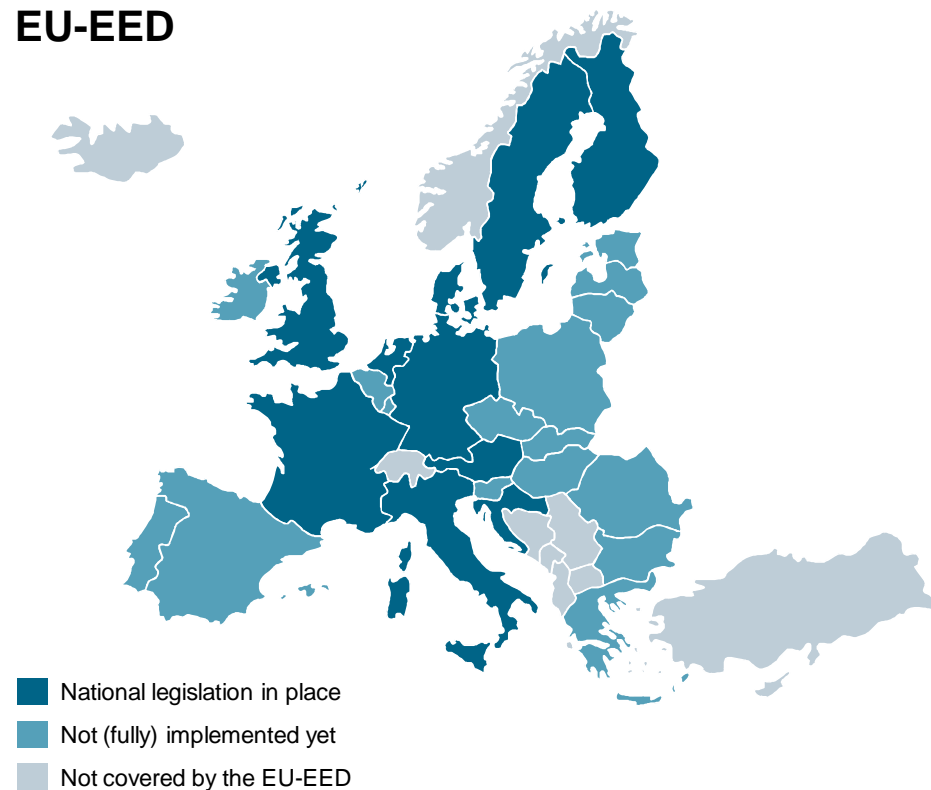 EU-EED
National legislation in place
Not (fully) implemented yet
Not covered by the EU-EED